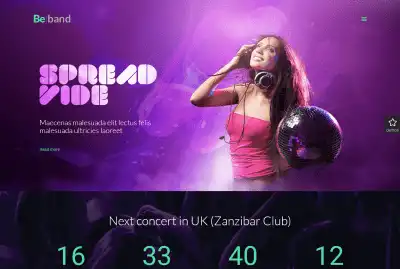 Be|band
SPREAD
VIDE
Maecenas malesuada elit lectus felis
malesuada ultricies laoreet
Read more
Next concert in UK (Zanzibar Club)
16 33 40 12